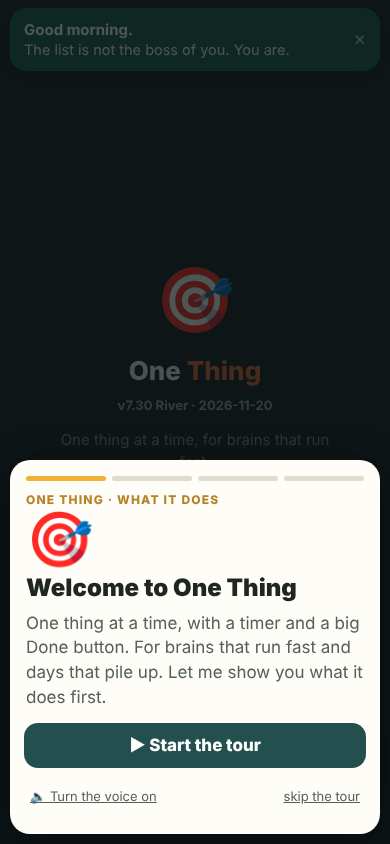 Good morning.
The list is not the boss of you. You are.
×
One Thing
v7.30 River · 2026-11-20
One thing at a time, for brains that run
ONE THING · WHAT IT DOES
Welcome to One Thing
One thing at a time, with a timer and a big
Done button. For brains that run fast and
days that pile up. Let me show you what it
does first.
▶ Start the tour
🔈 Turn the voice on
skip the tour